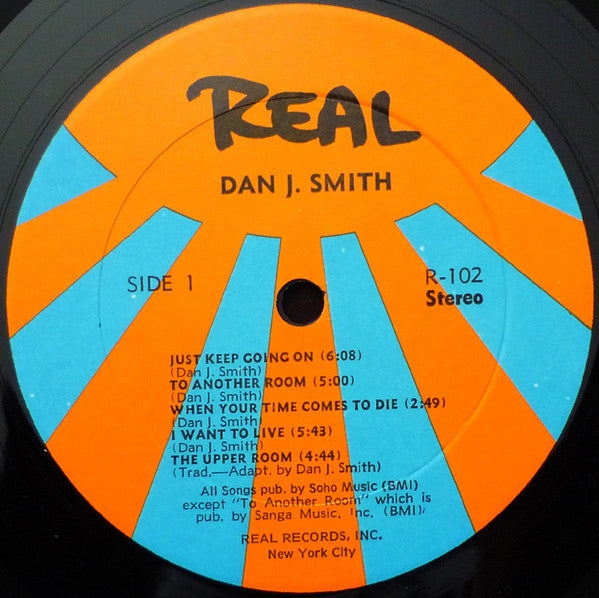 REAL
DAN J. SMITH
SIDE 1
R-102
Stereo
JUST KEEP GOING ON (6:08)
(Dan J. Smith)
TO ANOTHER ROOM (5:00)
(Dan J. Smith)
WHEN YOUR TIME COMES TO DIE (2:49)
(Dan J. Smith)
I WANT TO LIVE (5:43)
(Dan J. Smith)
THE UPPER ROOM (4:44)
(Trad.—Adapt. by Dan J. Smith)
All Songs pub. by Soho Music (BMI)
except "To Another Room" which is
pub. by Sanga Music, Inc. (BMI)
REAL RECORDS, INC.
New York City